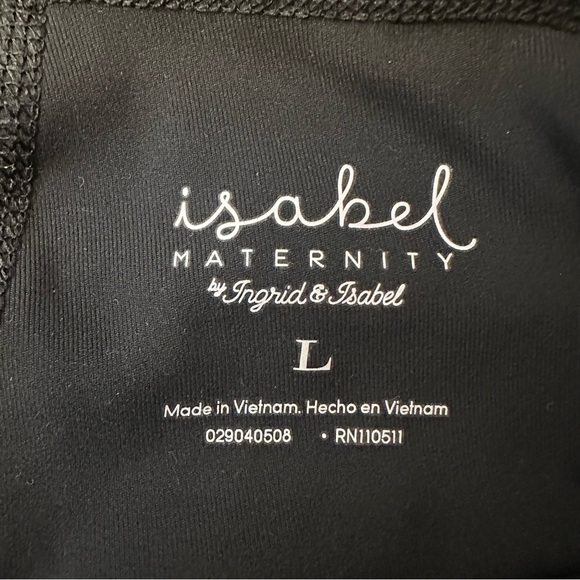 isabel
MATERNITY
by Ingrid & Isabel
L
Made in Vietnam. Hecho en Vietnam
029040508 • RN110511